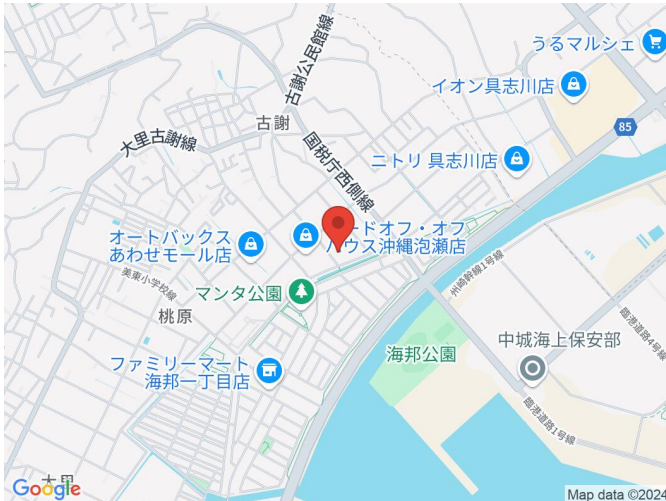 うるマルシェ
イオン具志川店
85
古謝公民館線
古謝
大里古謝線
国税庁西側線
ニトリ 具志川店
ードオフ・オフ
ハウス沖縄泡瀬店
オートバックス
あわせモール店
美東小学校線
マンタ公園
桃原
州崎幹線1号線
臨港道路4号線
海邦公園
中城海上保安部
ファミリーマート
海邦一丁目店
臨港道路1号線
大里
Google
Map data ©2024